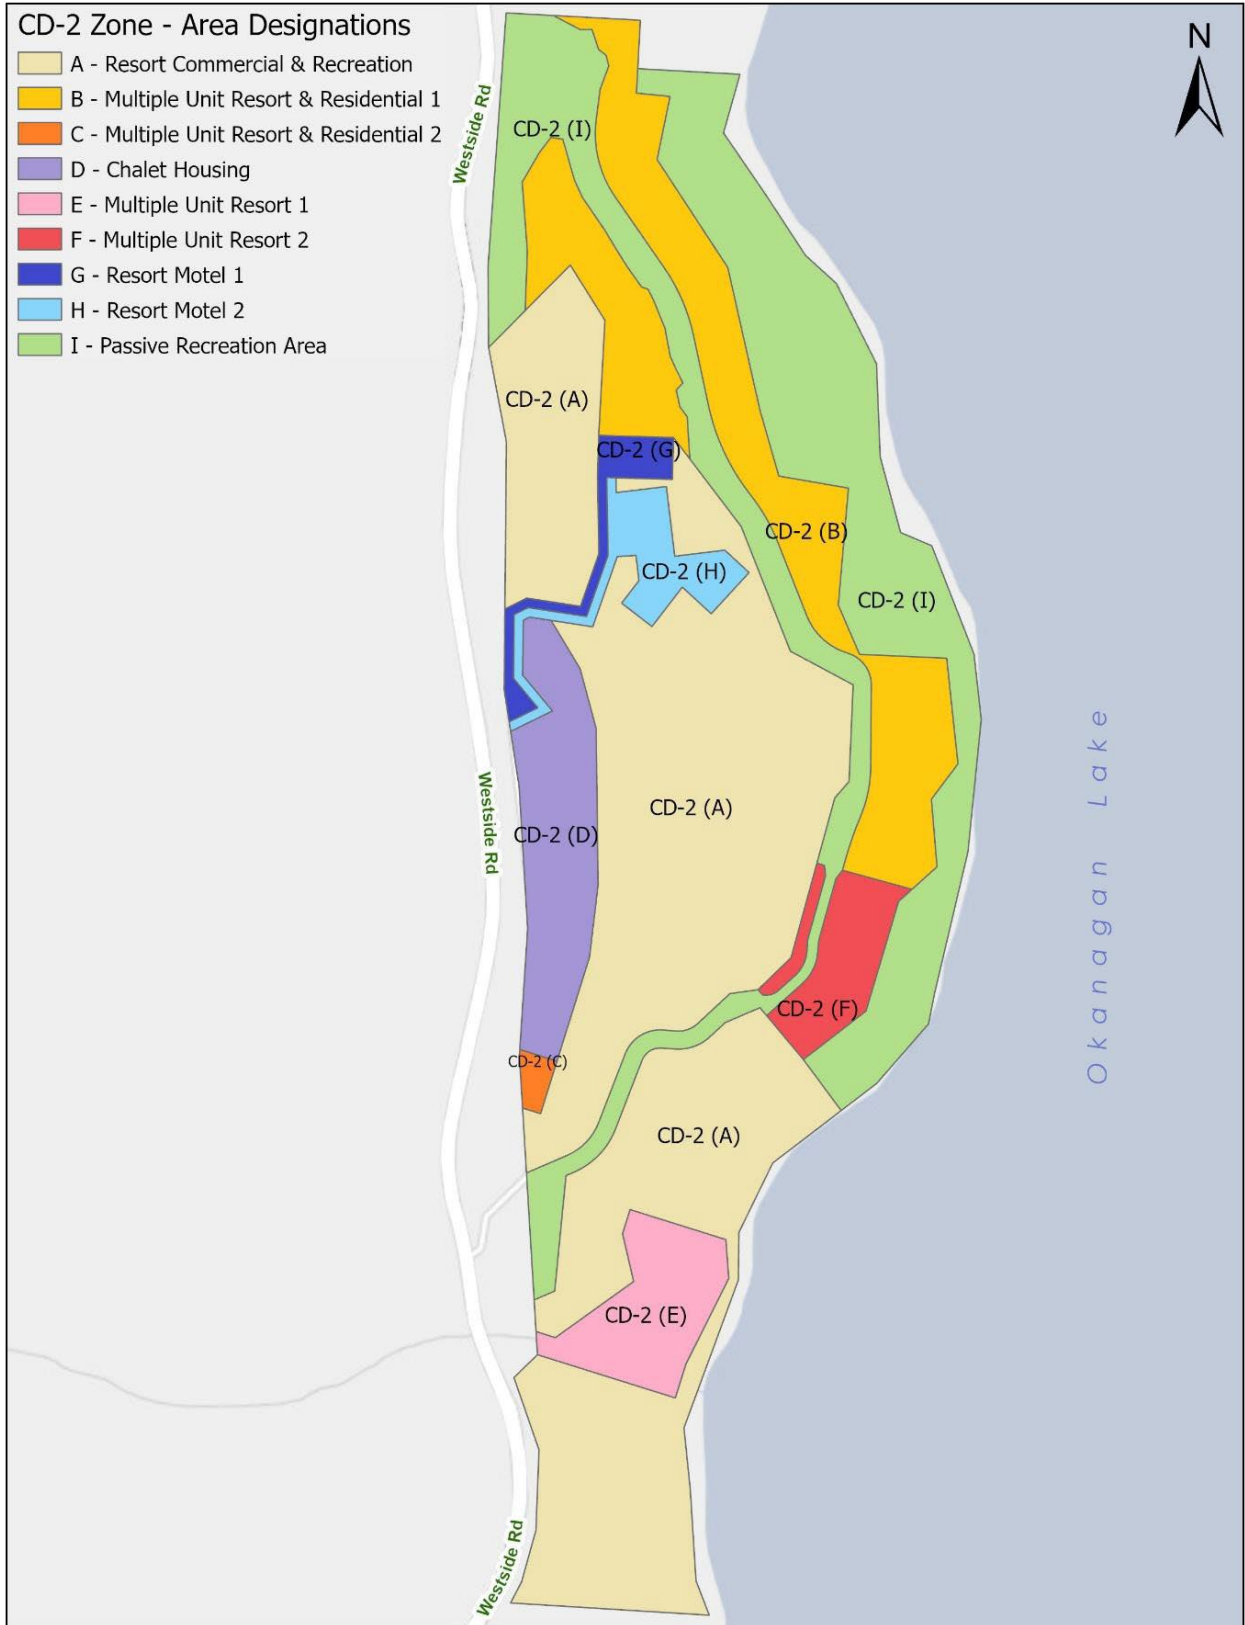 CD-2 Zone - Area Designations
A - Resort Commercial & Recreation
B - Multiple Unit Resort & Residential 1
C - Multiple Unit Resort & Residential 2
D - Chalet Housing
E - Multiple Unit Resort 1
F - Multiple Unit Resort 2
G - Resort Motel 1
H - Resort Motel 2
I - Passive Recreation Area
N
Westside Rd
CD-2 (I)
CD-2 (A)
CD-2 (G)
CD-2 (B)
CD-2 (H)
CD-2 (I)
Okanagan Lake
Westside Rd
CD-2 (A)
CD-2 (D)
CD-2 (F)
CD-2 (C)
CD-2 (A)
CD-2 (E)
Westside Rd